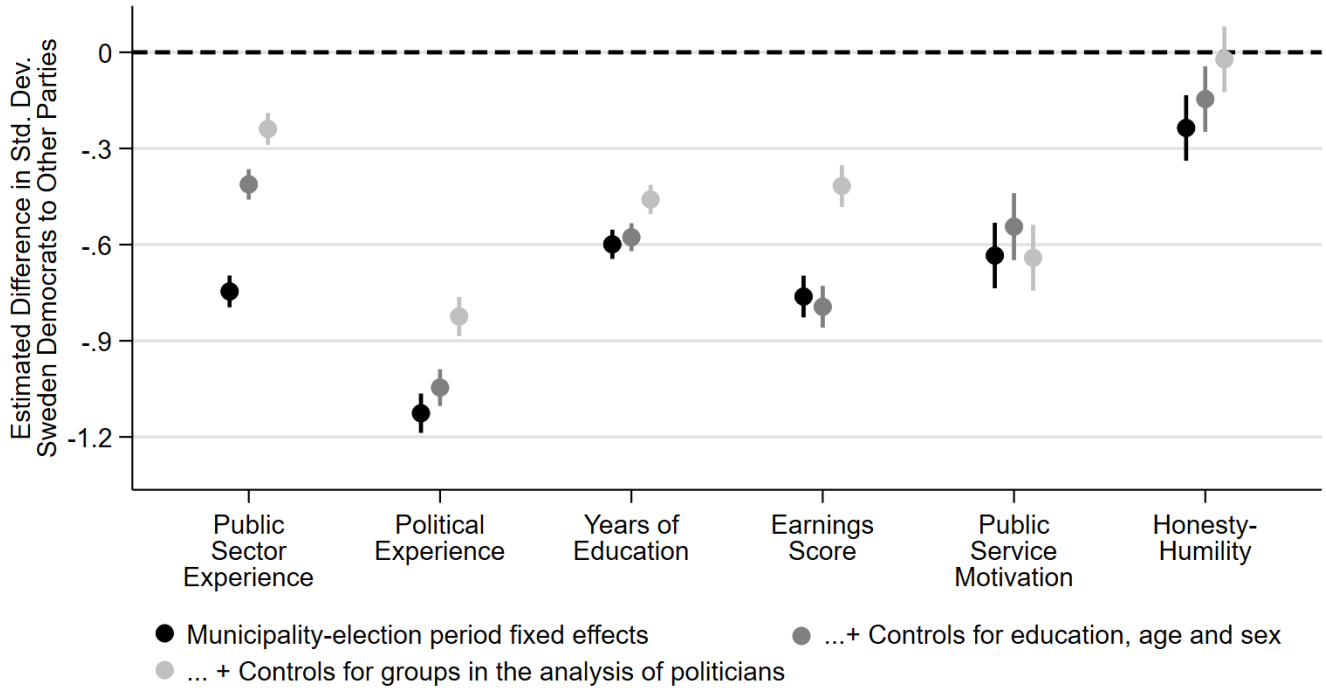 Estimated Difference in Std. Dev.
Sweden Democrats to Other Parties
0
-.3
-.6
-.9
-1.2
Public
Sector
Experience
Political
Experience
Years of
Education
Earnings
Score
Public
Service
Motivation
Honesty-
Humility
Municipality-election period fixed effects
...+ Controls for education, age and sex
... + Controls for groups in the analysis of politicians